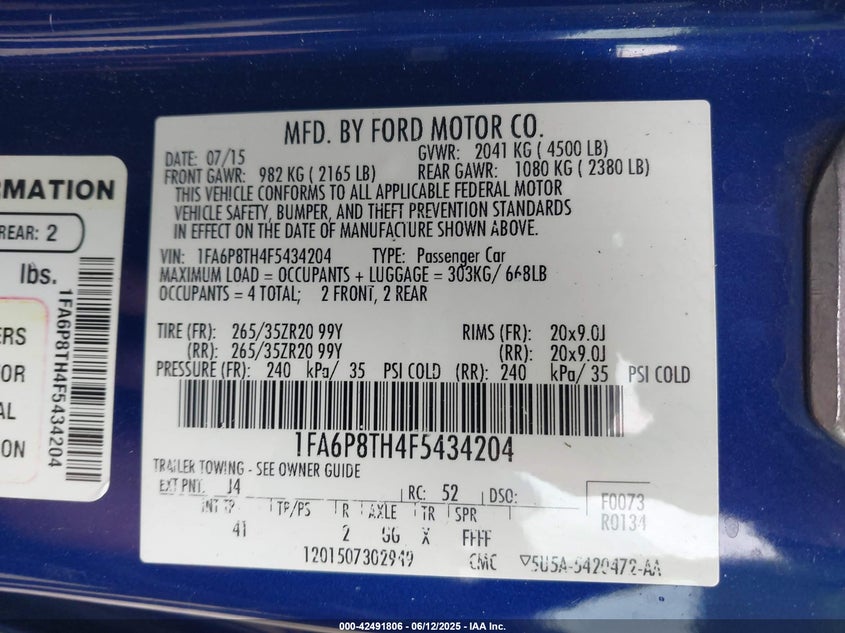 MFD. BY FORD MOTOR CO.
DATE: 07/15 GVWR: 2041 KG ( 4500 LB)
FRONT GAWR: 982 KG ( 2165 LB) REAR GAWR: 1080 KG ( 2380 LB)
THIS VEHICLE CONFORMS TO ALL APPLICABLE FEDERAL MOTOR
VEHICLE SAFETY, BUMPER, AND THEFT PREVENTION STANDARDS
IN EFFECT ON THE DATE OF MANUFACTURE SHOWN ABOVE.
VIN: 1FA6P8TH4F5434204 TYPE: Passenger Car
MAXIMUM LOAD = OCCUPANTS + LUGGAGE = 303KG/ 668LB
OCCUPANTS = 4 TOTAL; 2 FRONT, 2 REAR
TIRE (FR): 265/35ZR20 99Y RIMS (FR): 20x9.0J
(RR): 265/35ZR20 99Y (RR): 20x9.0J
PRESSURE (FR): 240 kPa/ 35 PSI COLD (RR): 240 kPa/ 35 PSI COLD
1FA6P8TH4F5434204
TRAILER TOWING - SEE OWNER GUIDE
EXT PNT: J4 RC: 52 DSO: F0073
INT TR TP/PS R AXLE TR SPR R0134
41 2 GG X FFFF
1201507302949 CMC 5U5A-5420472-AA
RMATION
REAR: 2
lbs.
1FA6P8TH4F5434204
ERS
OR
AL
ON
000-42491806 - 06/12/2025 - IAA Inc.